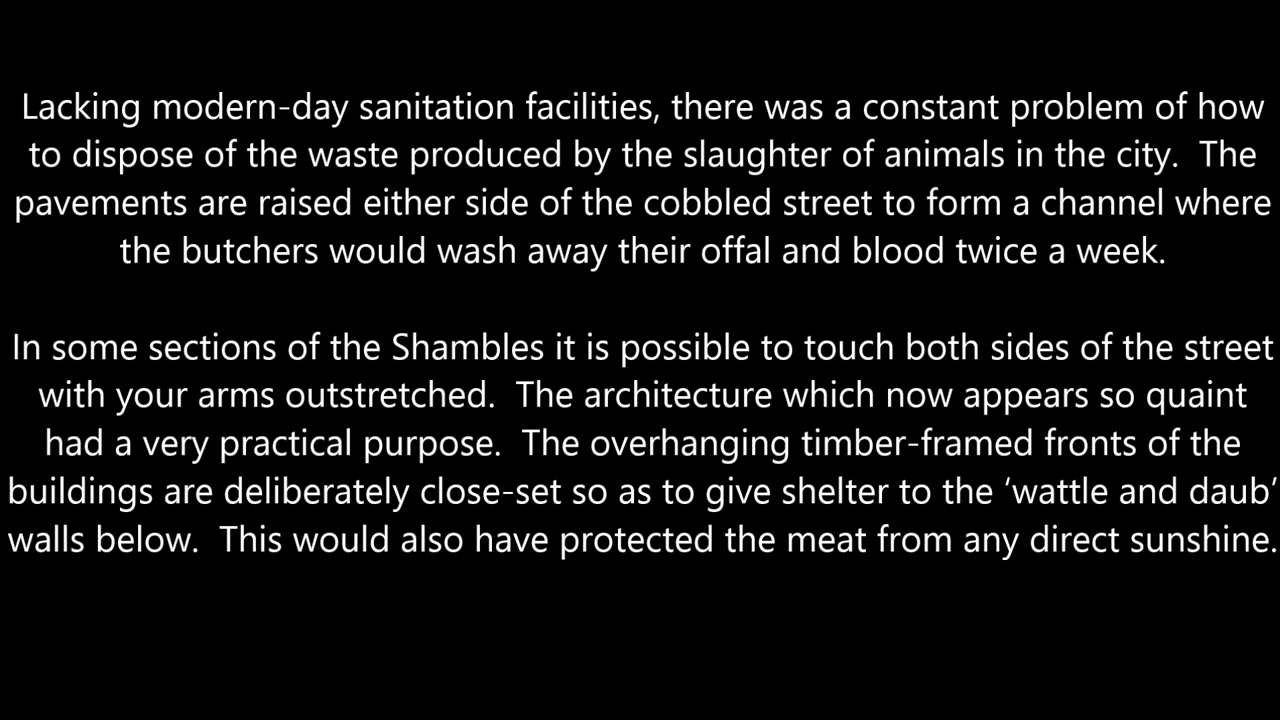 Lacking modern-day sanitation facilities, there was a constant problem of how
to dispose of the waste produced by the slaughter of animals in the city.  The
pavements are raised either side of the cobbled street to form a channel where
the butchers would wash away their offal and blood twice a week.
In some sections of the Shambles it is possible to touch both sides of the street
with your arms outstretched.  The architecture which now appears so quaint
had a very practical purpose.  The overhanging timber-framed fronts of the
buildings are deliberately close-set so as to give shelter to the ‘wattle and daub’
walls below.  This would also have protected the meat from any direct sunshine.